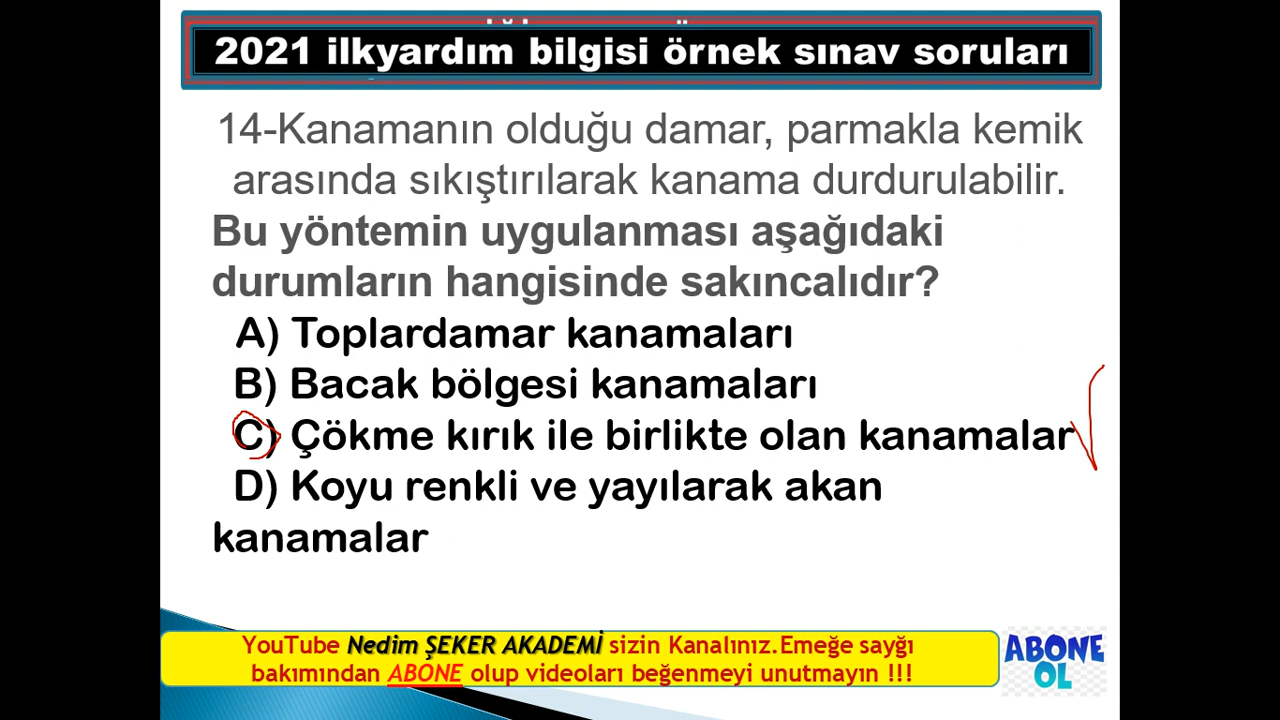 2021 ilkyardım bilgisi örnek sınav soruları
14-Kanamanın olduğu damar, parmakla kemik
arasında sıkıştırılarak kanama durdurulabilir.
Bu yöntemin uygulanması aşağıdaki
durumların hangisinde sakıncalıdır?
A) Toplardamar kanamaları
B) Bacak bölgesi kanamaları
C) Çökme kırık ile birlikte olan kanamalar
D) Koyu renkli ve yayılarak akan
kanamalar
YouTube Nedim ŞEKER AKADEMİ sizin Kanalınız.Emeğe sayğı
bakımından ABONE olup videoları beğenmeyi unutmayın !!!
ABONE
OL